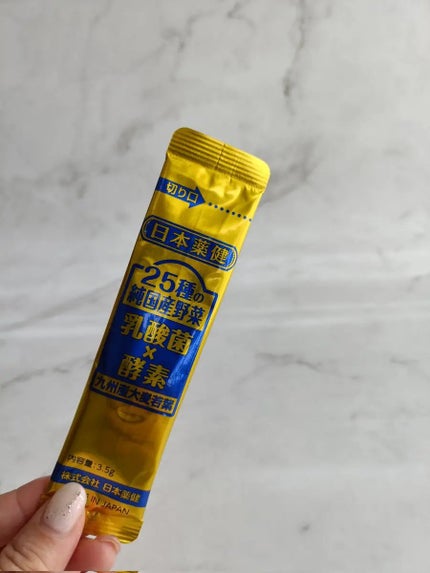 切り口
日本薬健
25種の
純国産野菜
乳酸菌
×
酵素
九州産大麦若葉
内容量:3.5g
株式会社 日本薬健
IN JAPAN